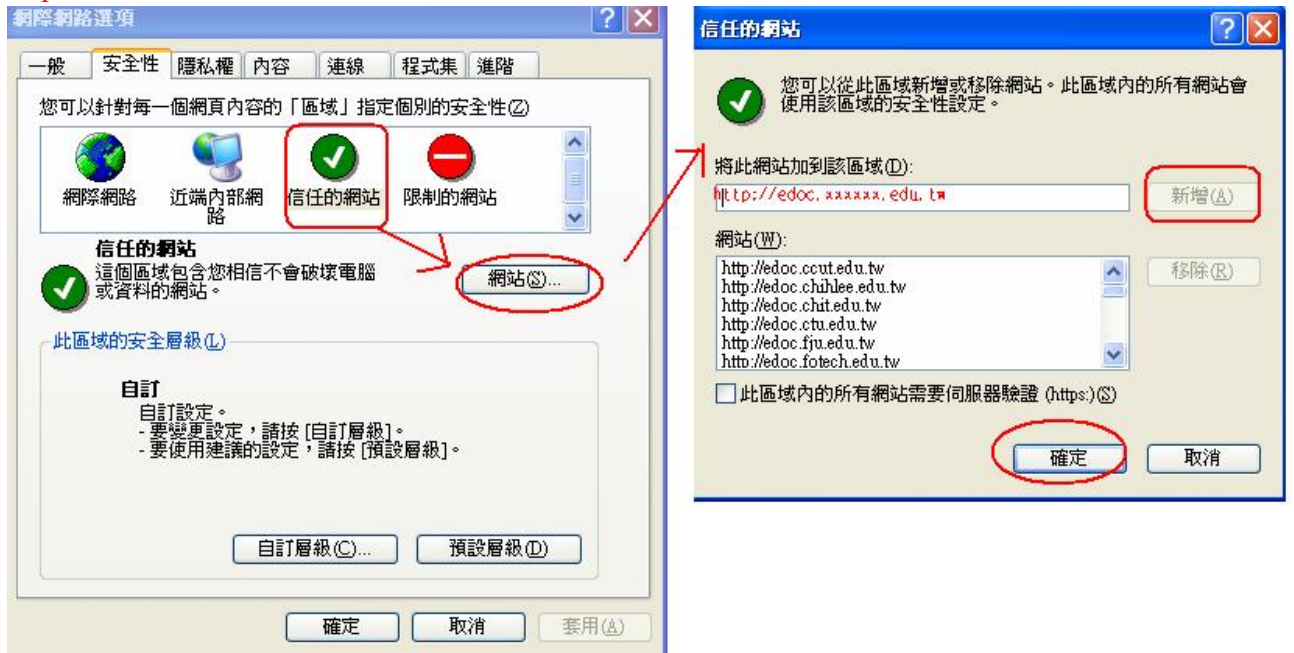 網際網路選項
一般 安全性 隱私權 內容 連線 程式集 進階
您可以針對每一個網頁內容的「區域」指定個別的安全性(Z)
網際網路 近端內部網路 信任的網站 限制的網站
信任的網站
這個區域包含您相信不會破壞電腦
或資料的網站。
網站(S)...
此區域的安全層級(L)
自訂
自訂設定。
- 要變更設定，請按 [自訂層級]。
- 要使用建議的設定，請按 [預設層級]。
自訂層級(C)... 預設層級(D)
確定 取消 套用(A)
信任的網站
您可以從此區域新增或移除網站。此區域內的所有網站會
使用該區域的安全性設定。
將此網站加到該區域(D):
http://edoc.xxxxxx.edu.tw 新增(A)
網站(W):
http://edoc.ccut.edu.tw 移除(R)
http://edoc.chihlee.edu.tw
http://edoc.chit.edu.tw
http://edoc.ctu.edu.tw
http://edoc.fju.edu.tw
http://edoc.fotech.edu.tw
此區域內的所有網站需要伺服器驗證 (https:)(S)
確定 取消